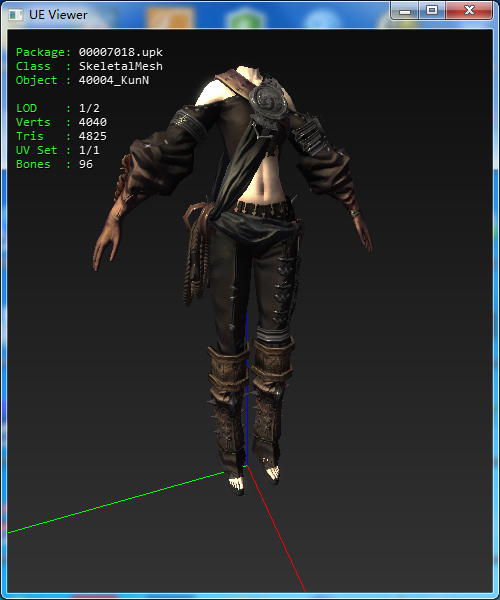 UE Viewer
Package: 00007018.upk
Class  : SkeletalMesh
Object : 40004_KunN
LOD    : 1/2
Verts  : 4040
Tris   : 4825
UV Set : 1/1
Bones  : 96